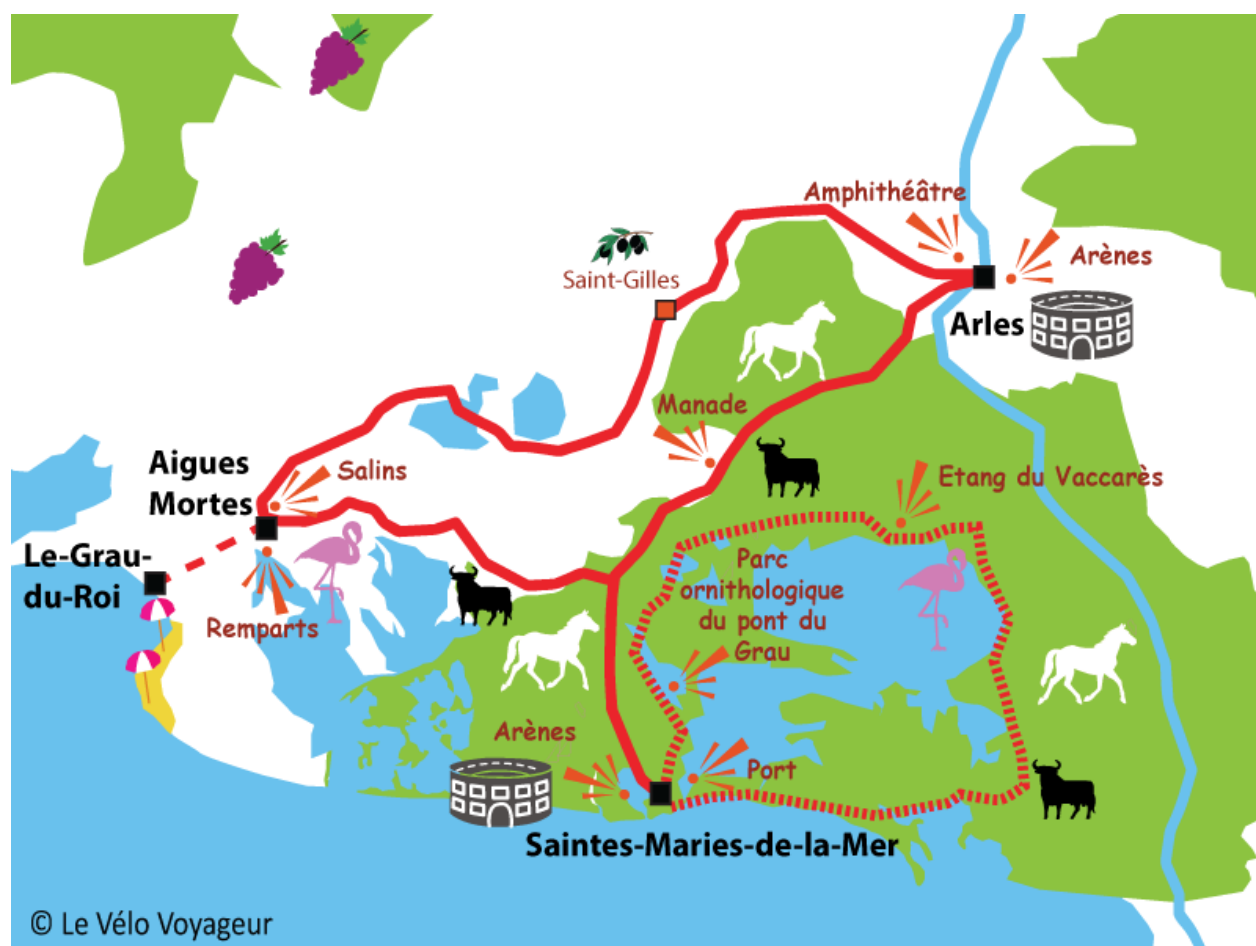 Amphithéâtre
Arènes
Saint-Gilles
Arles
Manade
Aigues
Mortes
Salins
Etang du Vaccarès
Le-Grau-
du-Roi
Parc
ornithologique
du pont du
Grau
Remparts
Arènes
Port
Saintes-Maries-de-la-Mer
© Le Vélo Voyageur